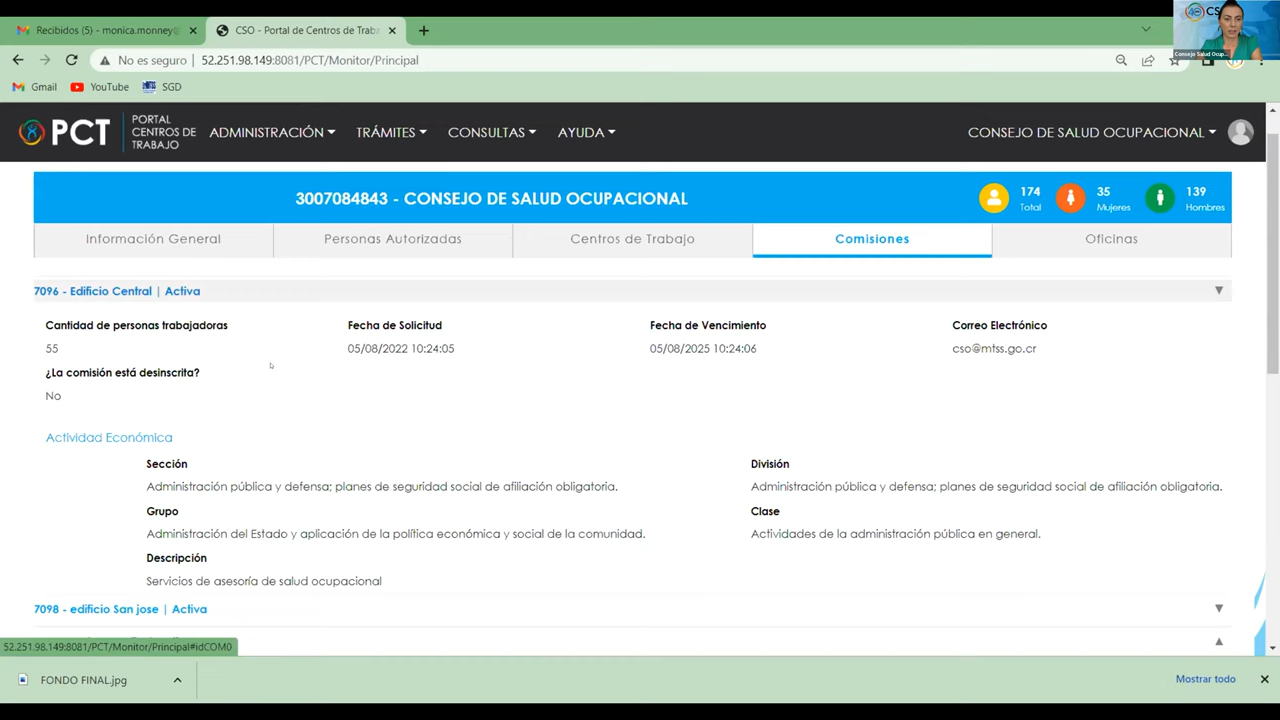 Recibidos (5) - monica.monney@
CSO - Portal de Centros de Traba
No es seguro
52.251.98.149:8081/PCT/Monitor/Principal
Gmail
YouTube
SGD
CS
Consejo Salud Ocup...
PCT
PORTAL
CENTROS DE
TRABAJO
ADMINISTRACIÓN
TRÁMITES
CONSULTAS
AYUDA
CONSEJO DE SALUD OCUPACIONAL
3007084843 - CONSEJO DE SALUD OCUPACIONAL
174
Total
35
Mujeres
139
Hombres
Información General
Personas Autorizadas
Centros de Trabajo
Comisiones
Oficinas
7096 - Edificio Central | Activa
Cantidad de personas trabajadoras
55
Fecha de Solicitud
05/08/2022 10:24:05
Fecha de Vencimiento
05/08/2025 10:24:06
Correo Electrónico
cso@mtss.go.cr
¿La comisión está desinscrita?
No
Actividad Económica
Sección
Administración pública y defensa; planes de seguridad social de afiliación obligatoria.
División
Administración pública y defensa; planes de seguridad social de afiliación obligatoria.
Grupo
Administración del Estado y aplicación de la política económica y social de la comunidad.
Clase
Actividades de la administración pública en general.
Descripción
Servicios de asesoría de salud ocupacional
7098 - edificio San jose | Activa
52.251.98.149:8081/PCT/Monitor/Principal#idCOM0
FONDO FINAL.jpg
Mostrar todo